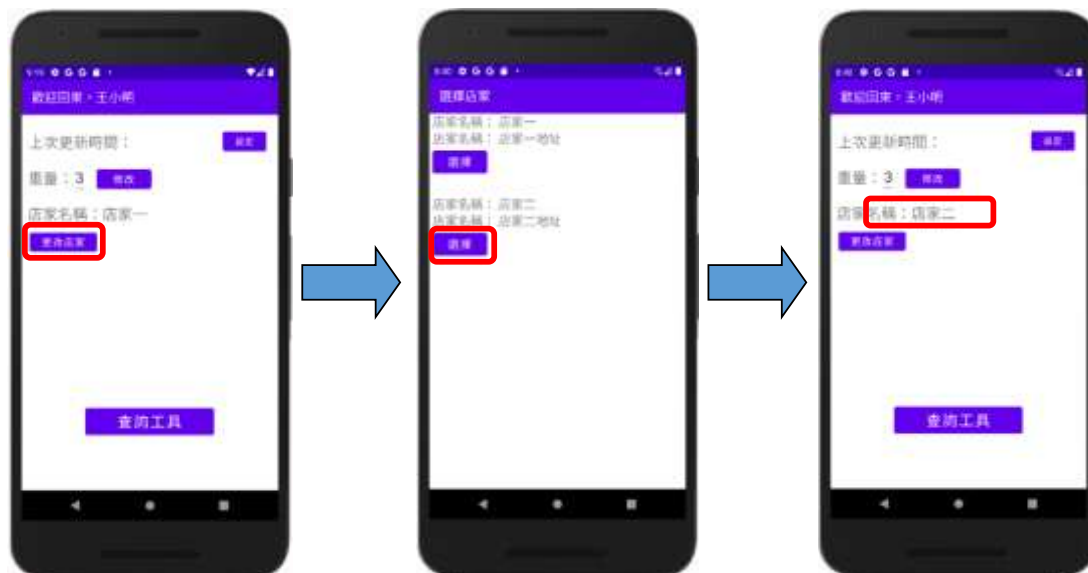 歡迎回來，王小明
上次更新時間：
設定
重量：3
修改
店家名稱：店家一
更改店家
查詢工具
選擇店家
店家名稱： 店家一
店家名稱： 店家一地址
選擇
店家名稱： 店家二
店家名稱： 店家二地址
選擇
歡迎回來，王小明
上次更新時間：
設定
重量：3
修改
店家名稱：店家二
更改店家
查詢工具